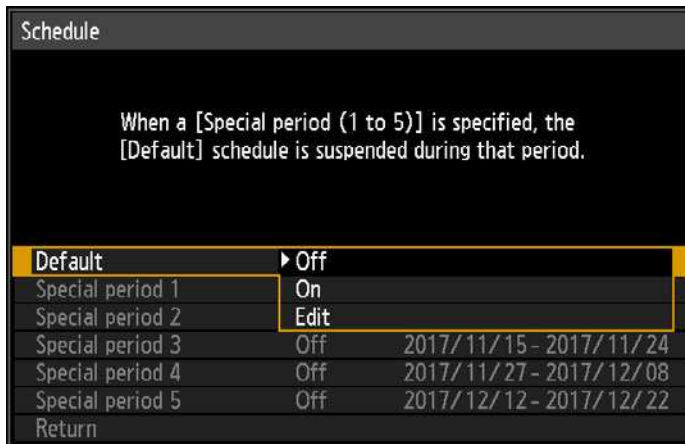 Schedule
When a [Special period (1 to 5)] is specified, the
[Default] schedule is suspended during that period.
Default Off
Special period 1 On
Special period 2 Edit
Special period 3 Off 2017/11/15-2017/11/24
Special period 4 Off 2017/11/27-2017/12/08
Special period 5 Off 2017/12/12-2017/12/22
Return